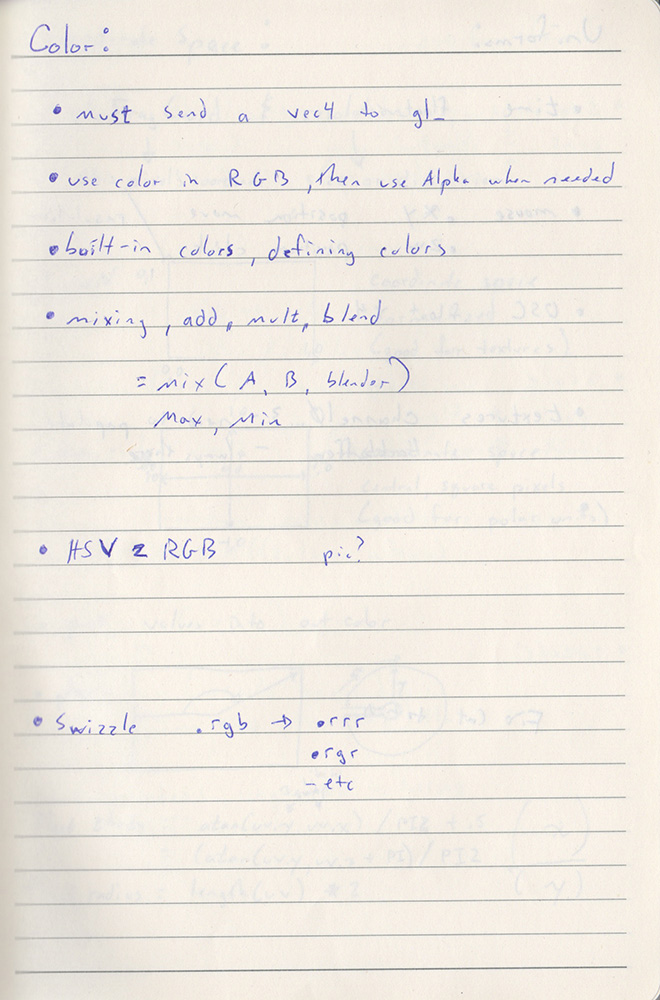 Color:
• must send a vec4 to gl_
• use color in RGB, then use Alpha when needed
• built-in colors, defining colors
• mixing, add, mult, blend
= mix( A, B, blendor)
Max, Min
• HSV 2 RGB pic?
• Swizzle .rgb → .rrr
.rgr
- etc